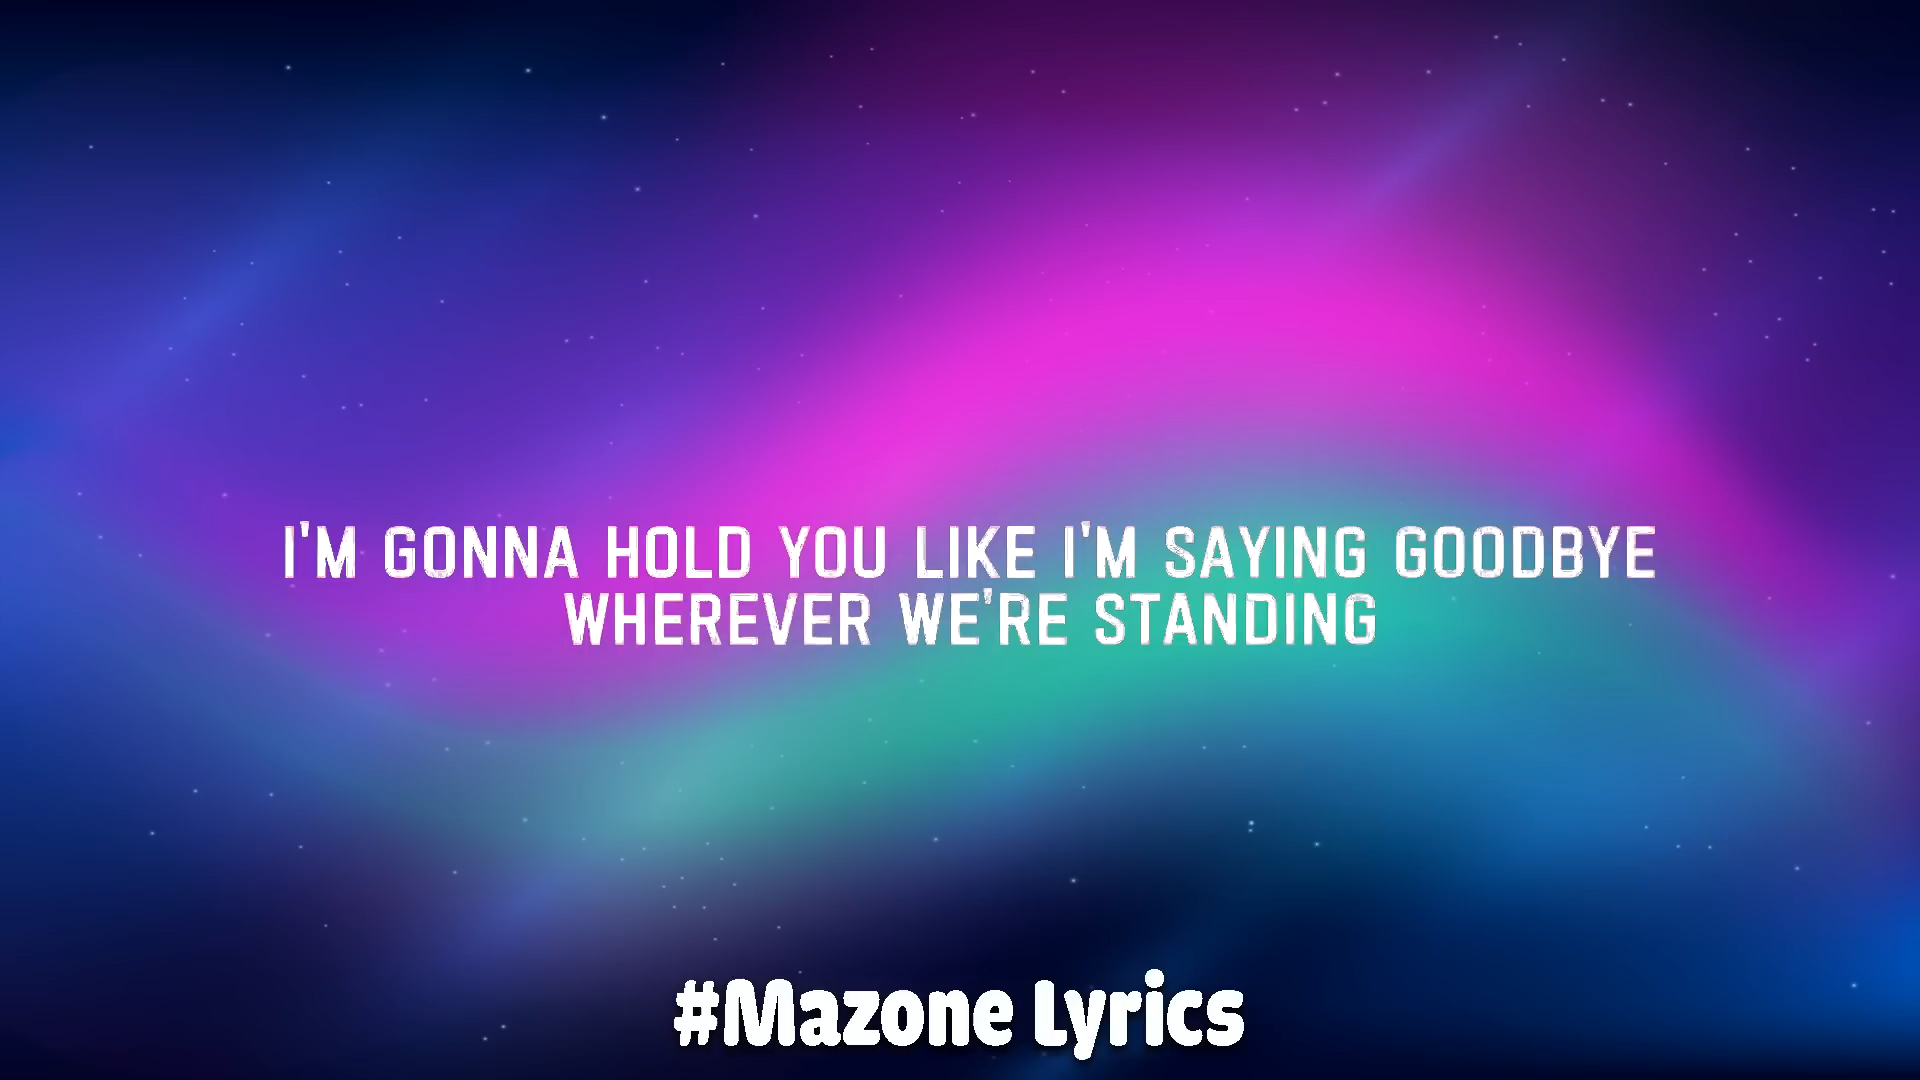 I'M GONNA HOLD YOU LIKE I'M SAYING GOODBYE
WHEREVER WE'RE STANDING
#Mazone Lyrics